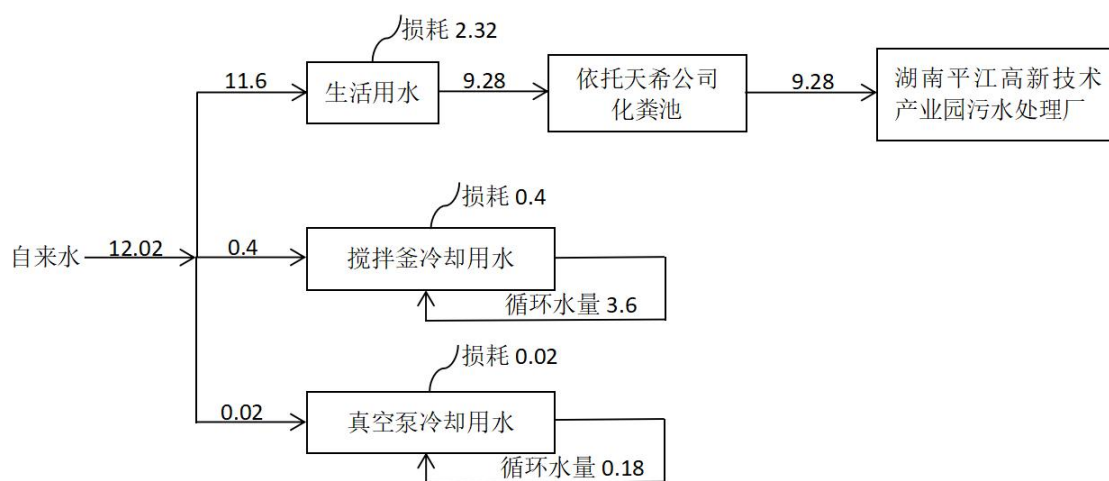 损耗 2.32
11.6
生活用水
9.28
依托天希公司
化粪池
9.28
湖南平江高新技术
产业园污水处理厂
损耗 0.4
自来水
12.02
0.4
搅拌釜冷却用水
循环水量 3.6
损耗 0.02
0.02
真空泵冷却用水
循环水量 0.18